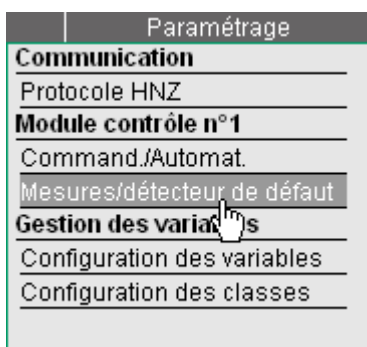 Paramétrage
Communication
Protocole HNZ
Module contrôle n°1
Command./Automat.
Mesures/détecteur de défaut
Gestion des variables
Configuration des variables
Configuration des classes